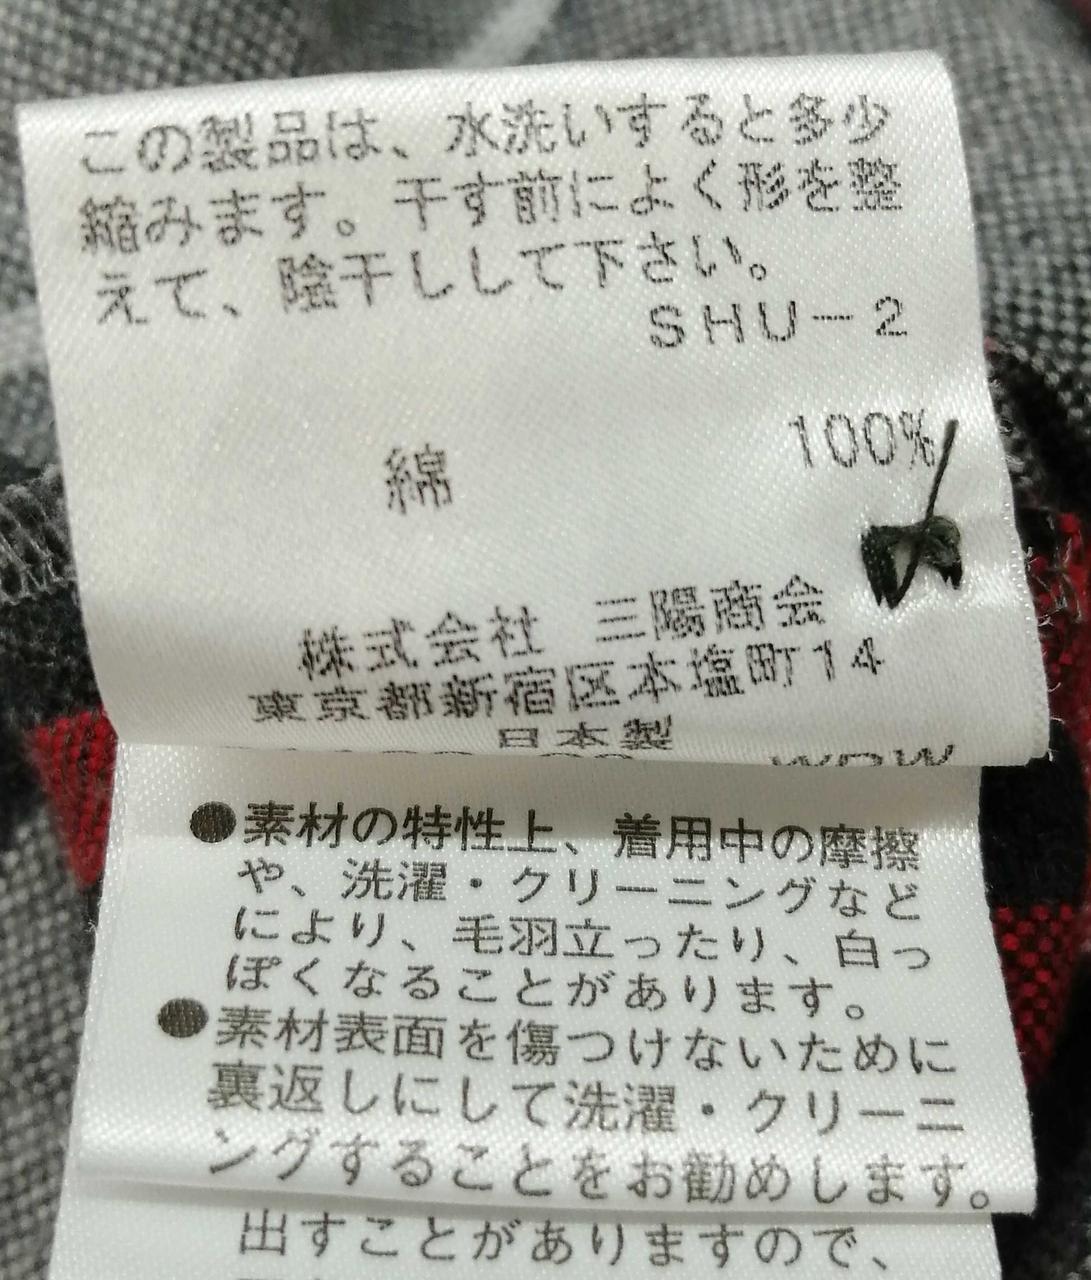 この製品は、水洗いすると多少
縮みます。干す前によく形を整
えて、陰干しして下さい。
SHU-2
綿 100%
株式会社 三陽商会
東京都新宿区本塩町14
日本製
●素材の特性上、着用中の摩擦
や、洗濯・クリーニングなど
により、毛羽立ったり、白っ
ぽくなることがあります。
●素材表面を傷つけないために
裏返しにして洗濯・クリーニ
ングすることをお勧めします。
出すことがありますので、